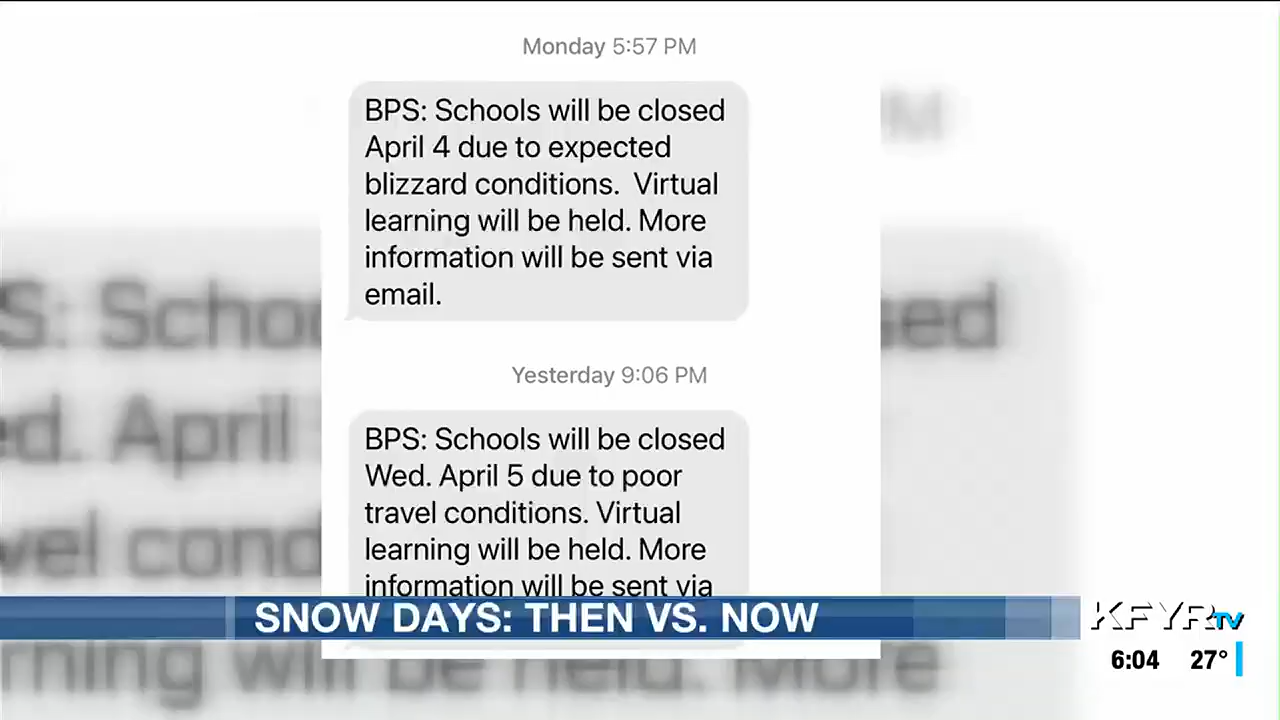 Monday 5:57 PM
BPS: Schools will be closed
April 4 due to expected
blizzard conditions.  Virtual
learning will be held. More
information will be sent via
email.
Yesterday 9:06 PM
BPS: Schools will be closed
Wed. April 5 due to poor
travel conditions. Virtual
learning will be held. More
information will be sent via
SNOW DAYS: THEN VS. NOW
KFYRTV
6:04 27°